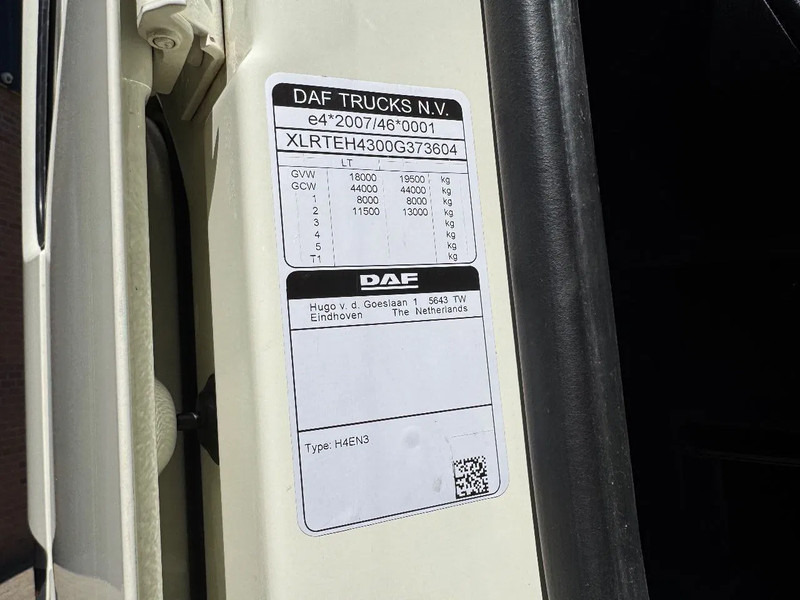 DAF TRUCKS N.V.
e4*2007/46*0001
XLRTEH4300G373604
LT
GVW 18000 19500 kg
GCW 44000 44000 kg
1 8000 8000 kg
2 11500 13000 kg
3 kg
4 kg
5 kg
T1 kg
DAF
Hugo v. d. Goeslaan 1 5643 TW
Eindhoven The Netherlands
Type: H4EN3